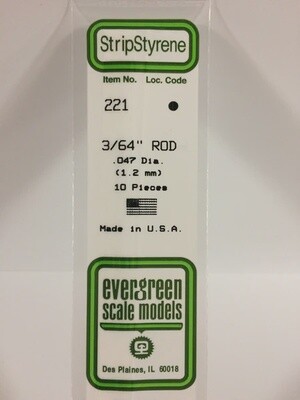 StripStyrene
Item No. Loc. Code
221 ●
3/64" ROD
.047 Dia.
(1.2 mm)
10 Pieces
Made in U.S.A.
evergreen
scale models
Des Plaines, IL 60018